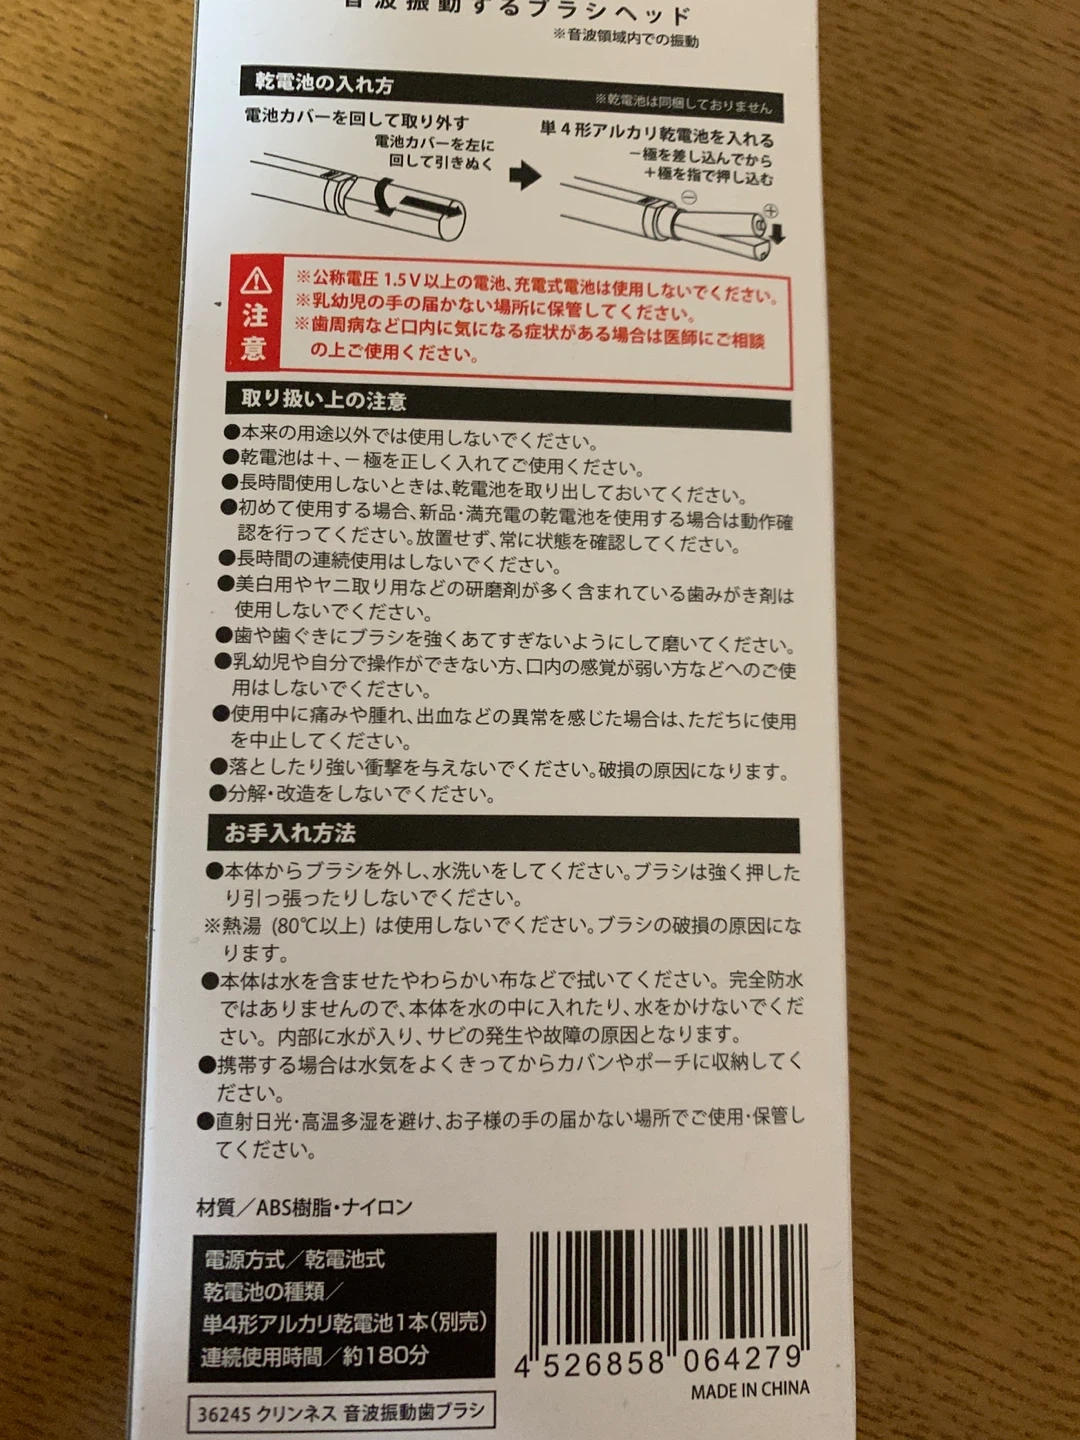 音波振動するブラシヘッド
※音波領域内での振動
乾電池の入れ方
※乾電池は同梱しておりません
電池カバーを回して取り外す
電池カバーを左に
回して引きぬく
単4形アルカリ乾電池を入れる
－極を差し込んでから
＋極を指で押し込む
⊖
⊕
注意
※公称電圧1.5V以上の電池、充電式電池は使用しないでください。
※乳幼児の手の届かない場所に保管してください。
※歯周病など口内に気になる症状がある場合は医師にご相談
の上ご使用ください。
取り扱い上の注意
●本来の用途以外では使用しないでください。
●乾電池は＋、－極を正しく入れてご使用ください。
●長時間使用しないときは、乾電池を取り出しておいてください。
●初めて使用する場合、新品・満充電の乾電池を使用する場合は動作確
認を行ってください。放置せず、常に状態を確認してください。
●長時間の連続使用はしないでください。
●美白用やヤニ取り用などの研磨剤が多く含まれている歯みがき剤は
使用しないでください。
●歯や歯ぐきにブラシを強くあてすぎないようにして磨いてください。
●乳幼児や自分で操作ができない方、口内の感覚が弱い方などへのご使
用はしないでください。
●使用中に痛みや腫れ、出血などの異常を感じた場合は、ただちに使用
を中止してください。
●落としたり強い衝撃を与えないでください。破損の原因になります。
●分解・改造をしないでください。
お手入れ方法
●本体からブラシを外し、水洗いをしてください。ブラシは強く押した
り引っ張ったりしないでください。
※熱湯 (80℃以上) は使用しないでください。ブラシの破損の原因にな
ります。
●本体は水を含ませたやわらかい布などで拭いてください。完全防水
ではありませんので、本体を水の中に入れたり、水をかけないでくだ
さい。内部に水が入り、サビの発生や故障の原因となります。
●携帯する場合は水気をよくきってからカバンやポーチに収納してく
ださい。
●直射日光・高温多湿を避け、お子様の手の届かない場所でご使用・保管し
てください。
材質／ABS樹脂・ナイロン
電源方式／乾電池式
乾電池の種類／
単4形アルカリ乾電池1本(別売)
連続使用時間／約180分
4 526858 064279
MADE IN CHINA
36245 クリンネス 音波振動歯ブラシ